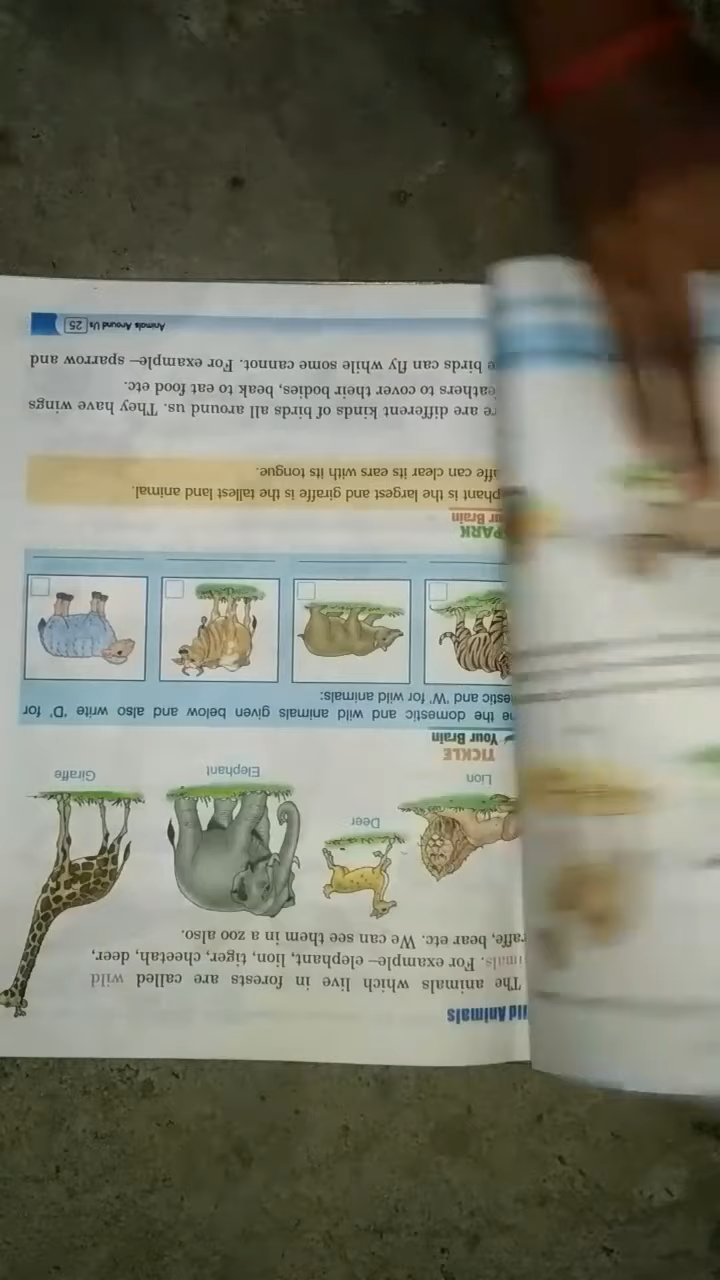 ild Animals
The animals which live in forests are called wild
imals. For example– elephant, lion, tiger, cheetah, deer,
raffe, bear etc. We can see them in a zoo also.
Lion
Deer
Elephant
Giraffe
TICKLE
Your Brain
ne the domestic and wild animals given below and also write 'D' for
estic and 'W' for wild animals:
PARK
ur Brain
phant is the largest and giraffe is the tallest land animal.
affe can clear its ears with its tongue.
re are different kinds of birds all around us. They have wings
eathers to cover their bodies, beak to eat food etc.
e birds can fly while some cannot. For example– sparrow and
Animals Around Us 25